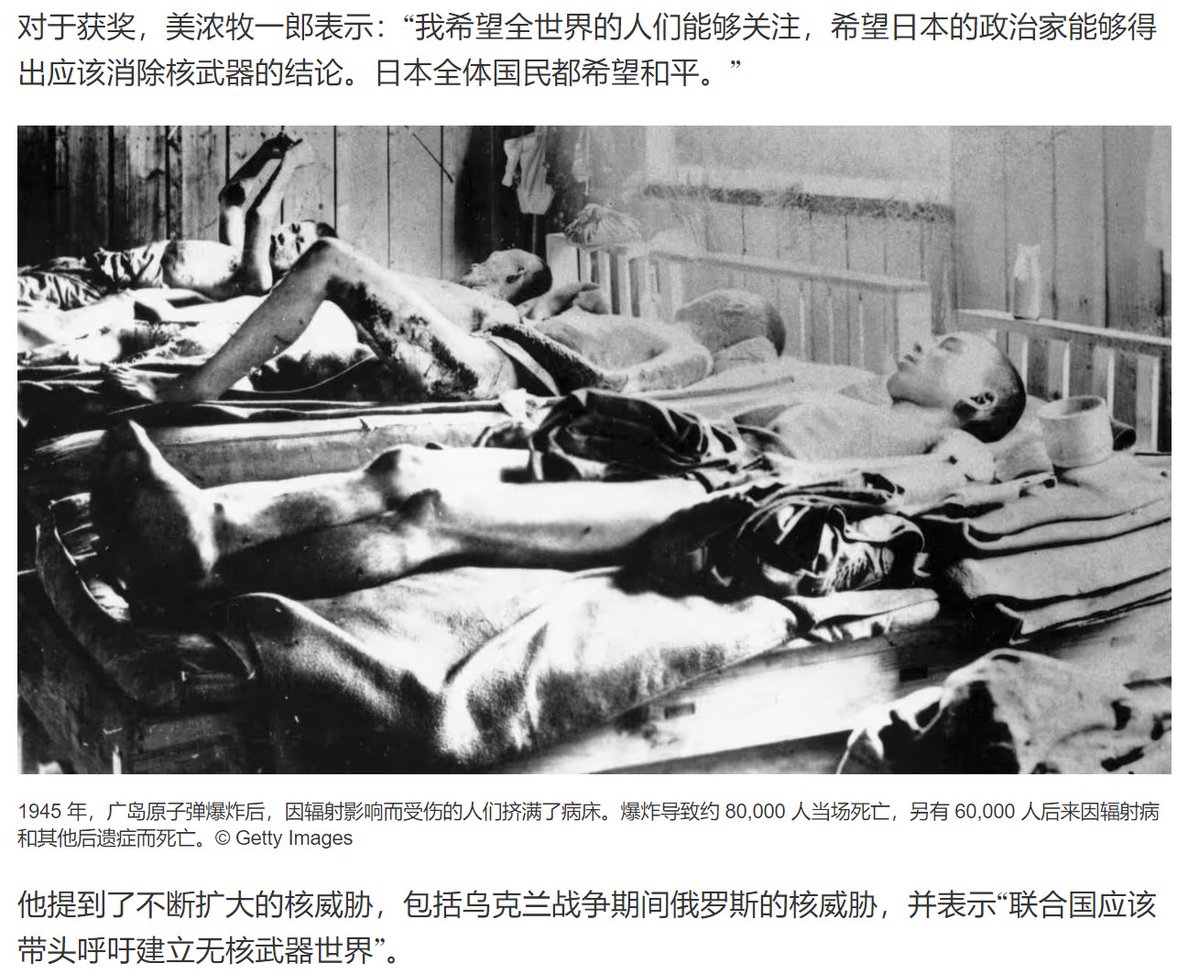 对于获奖，美浓牧一郎表示：“我希望全世界的人们能够关注，希望日本的政治家能够得
出应该消除核武器的结论。日本全体国民都希望和平。”
1945 年，广岛原子弹爆炸后，因辐射影响而受伤的人们挤满了病床。爆炸导致约 80,000 人当场死亡，另有 60,000 人后来因辐射病
和其他后遗症而死亡。© Getty Images
他提到了不断扩大的核威胁，包括乌克兰战争期间俄罗斯的核威胁，并表示“联合国应该
带头呼吁建立无核武器世界”。